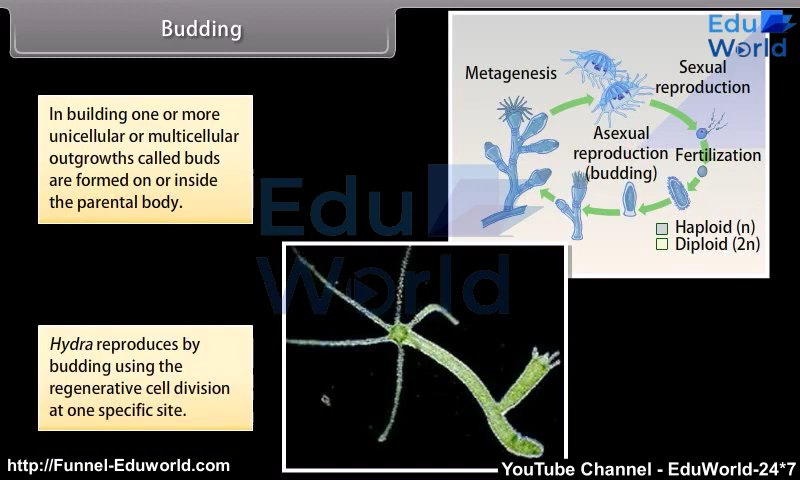 Budding
Edu
World
In building one or more
unicellular or multicellular
outgrowths called buds
are formed on or inside
the parental body.
Metagenesis
Sexual
reproduction
Asexual
reproduction
(budding)
Fertilization
Haploid (n)
Diploid (2n)
Edu
World
Hydra reproduces by
budding using the
regenerative cell division
at one specific site.
http://Funnel-Eduworld.com
YouTube Channel - EduWorld-24*7